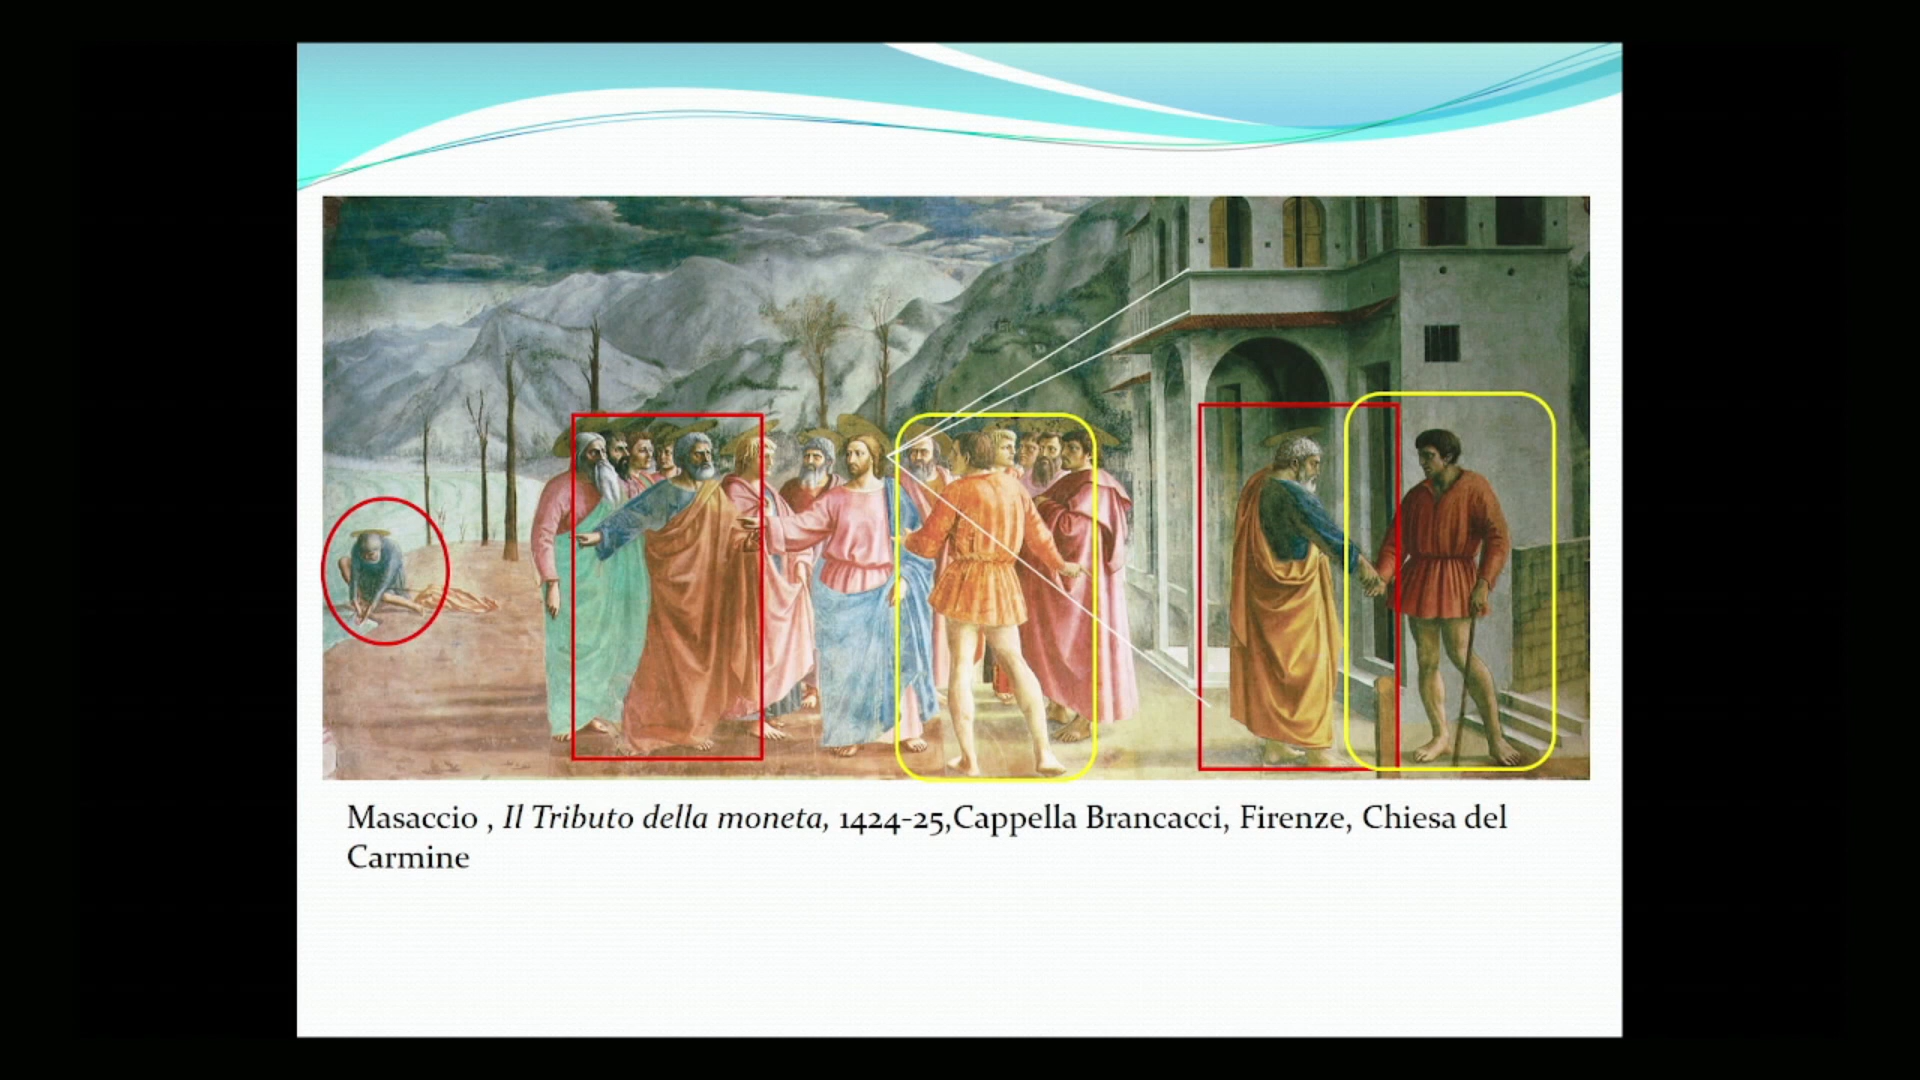 Masaccio , Il Tributo della moneta, 1424-25,Cappella Brancacci, Firenze, Chiesa del
Carmine